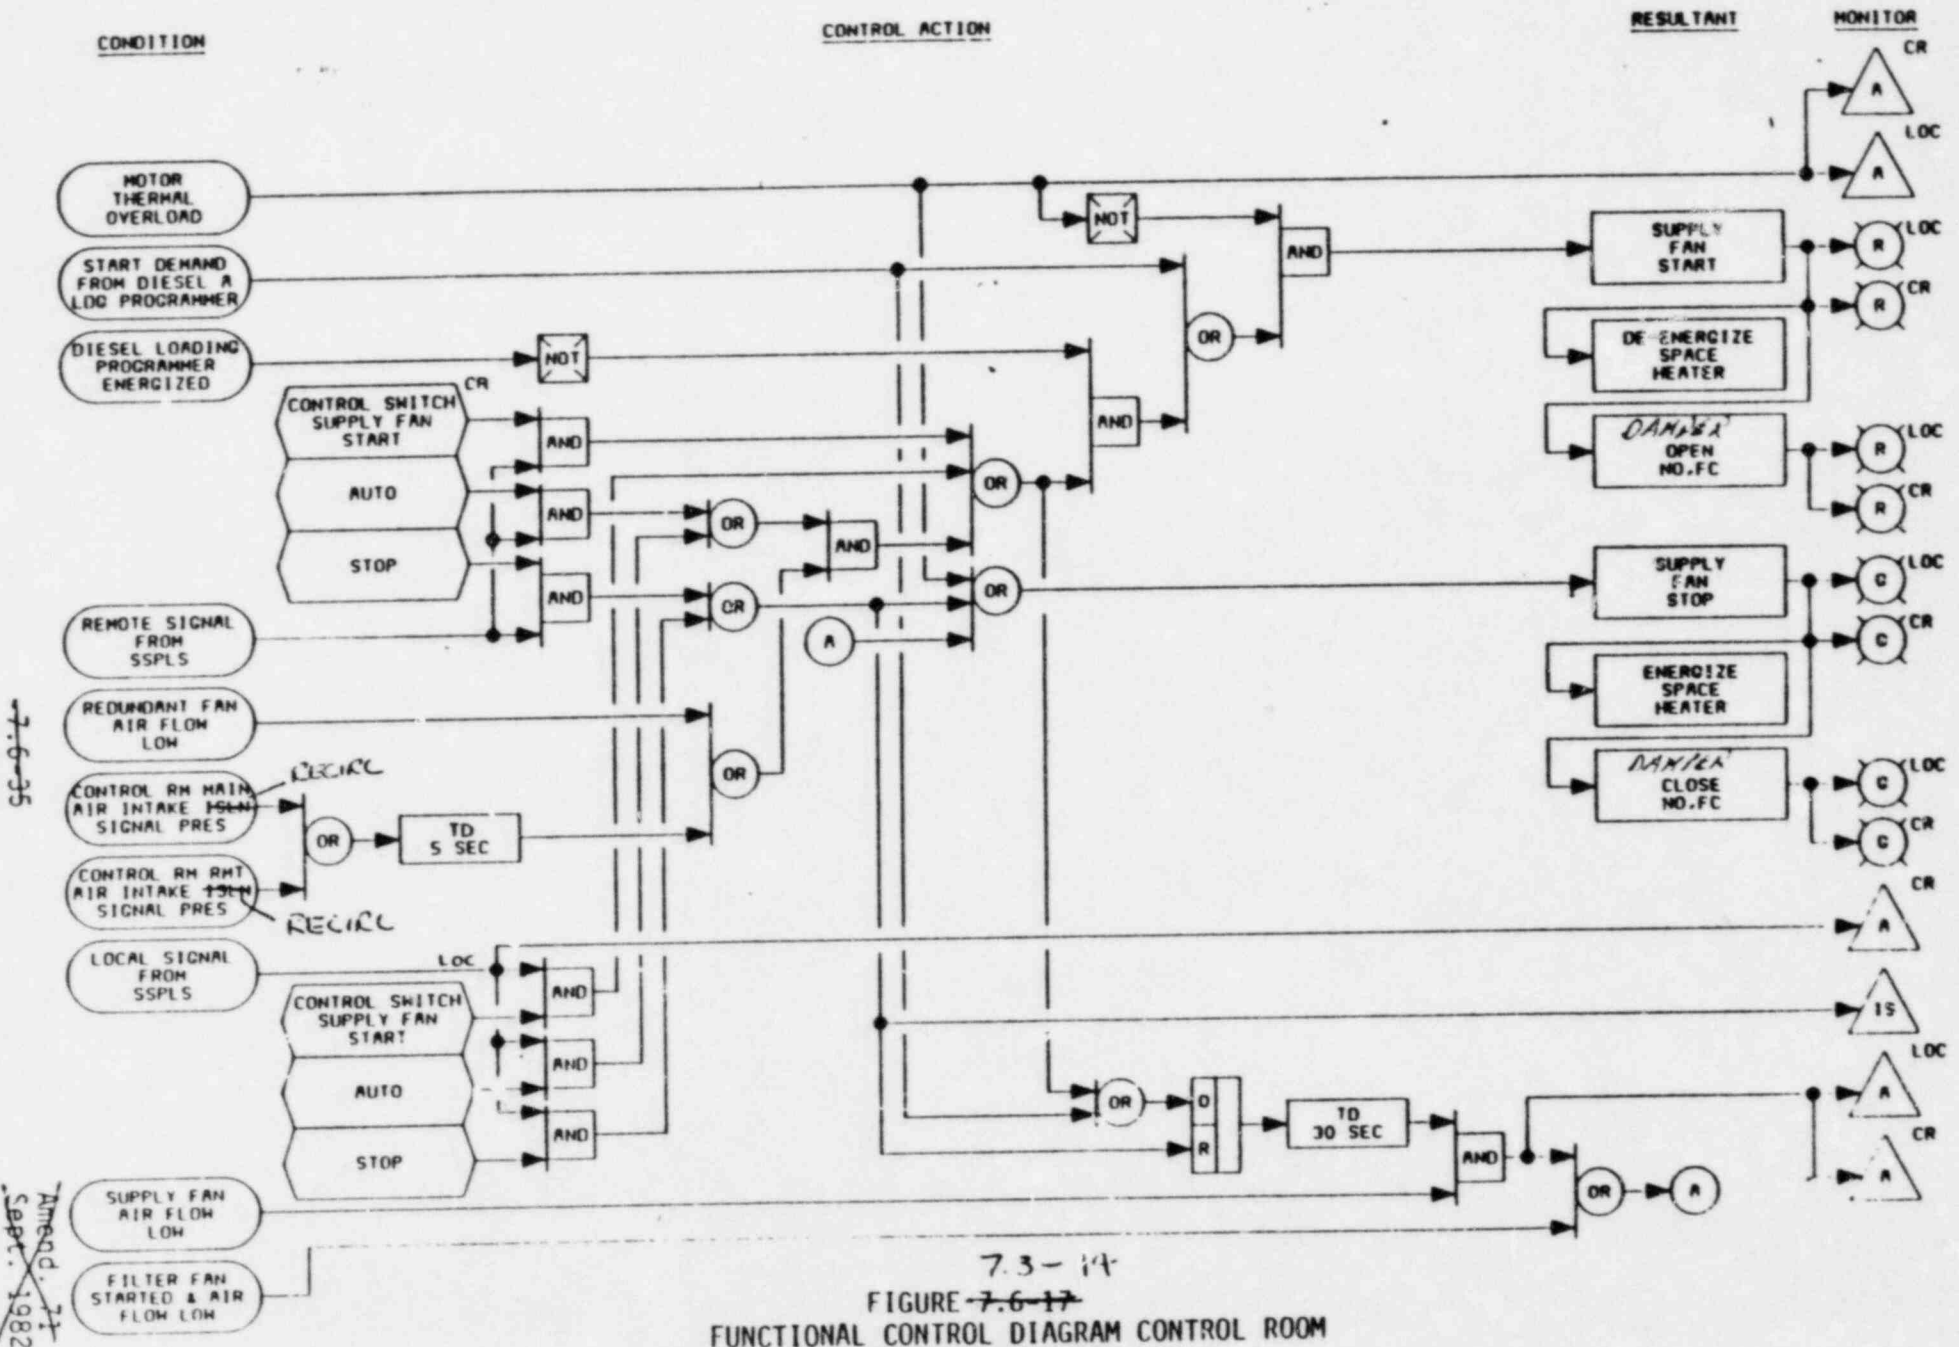 CONDITION
CONTROL ACTION
RESULTANT
MONITOR
CR
A
LOC
A
MOTOR
THERMAL
OVERLOAD
NOT
AND
SUPPLY
FAN
START
R
LOC
R
CR
START DEMAND
FROM DIESEL A
LOG PROGRAMMER
OR
DE-ENERGIZE
SPACE
HEATER
DIESEL LOADING
PROGRAMMER
ENERGIZED
NOT
AND
CR
CONTROL SWITCH
SUPPLY FAN
START
AUTO
STOP
AND
AND
AND
OR
OR
AND
OR
OR
A
DAMPER
OPEN
NO.FC
R
LOC
R
CR
SUPPLY
FAN
STOP
G
LOC
G
CR
REMOTE SIGNAL
FROM
SSPLS
ENERGIZE
SPACE
HEATER
REDUNDANT FAN
AIR FLOW
LOW
OR
DAMPER
CLOSE
NO.FC
G
LOC
G
CR
CONTROL RM MAIN
AIR INTAKE ISLN
SIGNAL PRES
RECIRC
OR
TD
5 SEC
CONTROL RM RMT
AIR INTAKE ISLN
SIGNAL PRES
RECIRC
CR
A
LOCAL SIGNAL
FROM
SSPLS
LOC
CONTROL SWITCH
SUPPLY FAN
START
AUTO
STOP
AND
AND
AND
IS
LOC
A
CR
A
OR
O
R
TD
30 SEC
AND
OR
A
SUPPLY FAN
AIR FLOW
LOW
FILTER FAN
STARTED & AIR
FLOW LOW
7.6-35
Amend. 71
Sept. 1982
7.3-14
FIGURE 7.6-17
FUNCTIONAL CONTROL DIAGRAM CONTROL ROOM